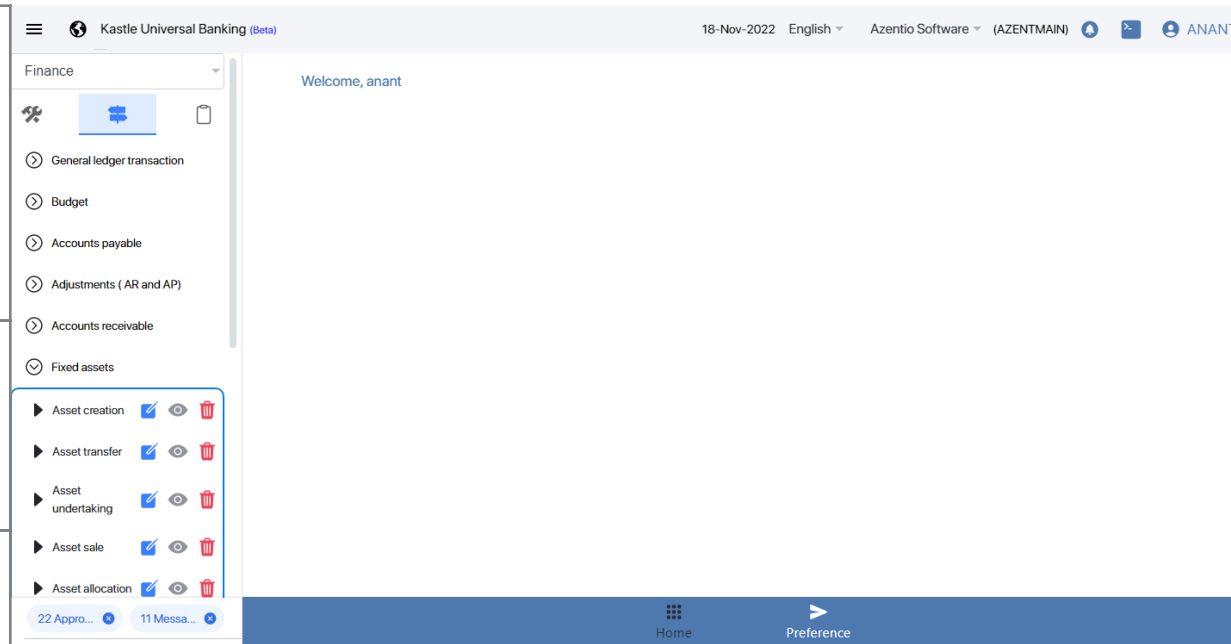 Kastle Universal Banking (Beta)
18-Nov-2022 English Azentio Software (AZENTMAIN) ANANT
Finance
Welcome, anant
General ledger transaction
Budget
Accounts payable
Adjustments ( AR and AP)
Accounts receivable
Fixed assets
Asset creation
Asset transfer
Asset
undertaking
Asset sale
Asset allocation
22 Appro... 11 Messa...
Home Preference